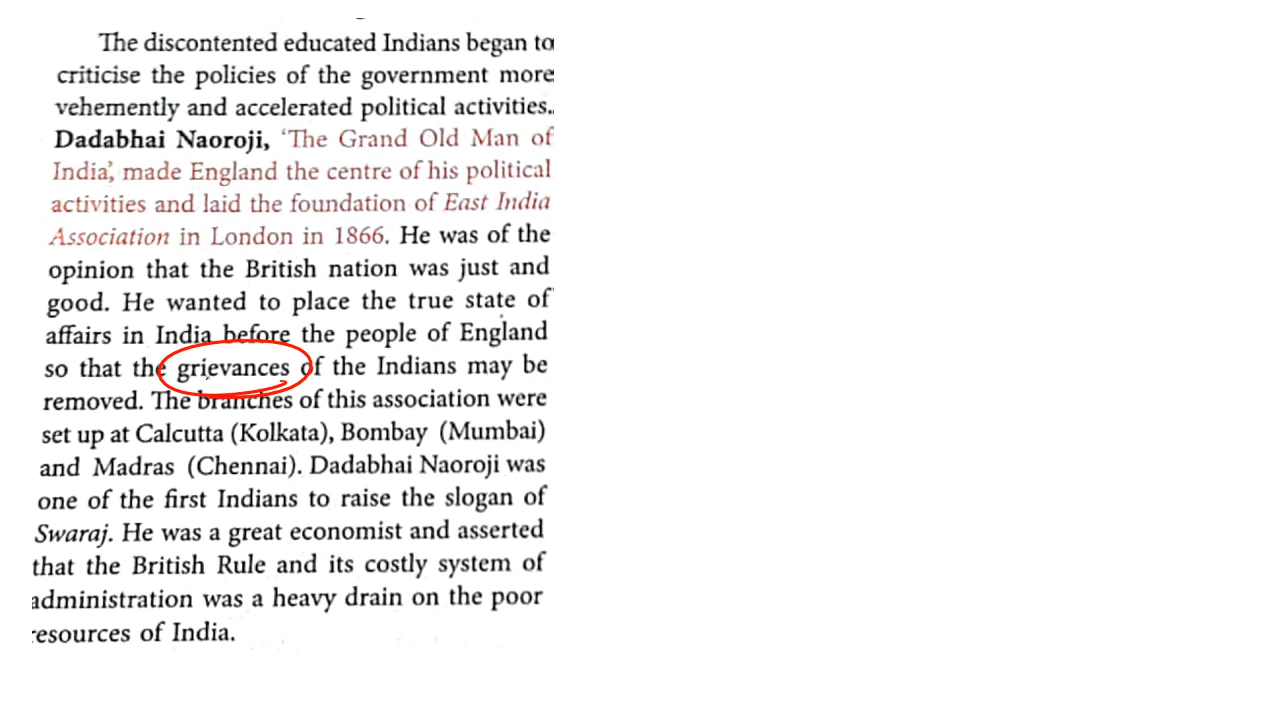 The discontented educated Indians began to
criticise the policies of the government more
vehemently and accelerated political activities.
Dadabhai Naoroji, ‘The Grand Old Man of
India’, made England the centre of his political
activities and laid the foundation of East India
Association in London in 1866. He was of the
opinion that the British nation was just and
good. He wanted to place the true state of
affairs in India before the people of England
so that the grievances of the Indians may be
removed. The branches of this association were
set up at Calcutta (Kolkata), Bombay (Mumbai)
and Madras (Chennai). Dadabhai Naoroji was
one of the first Indians to raise the slogan of
Swaraj. He was a great economist and asserted
that the British Rule and its costly system of
administration was a heavy drain on the poor
resources of India.